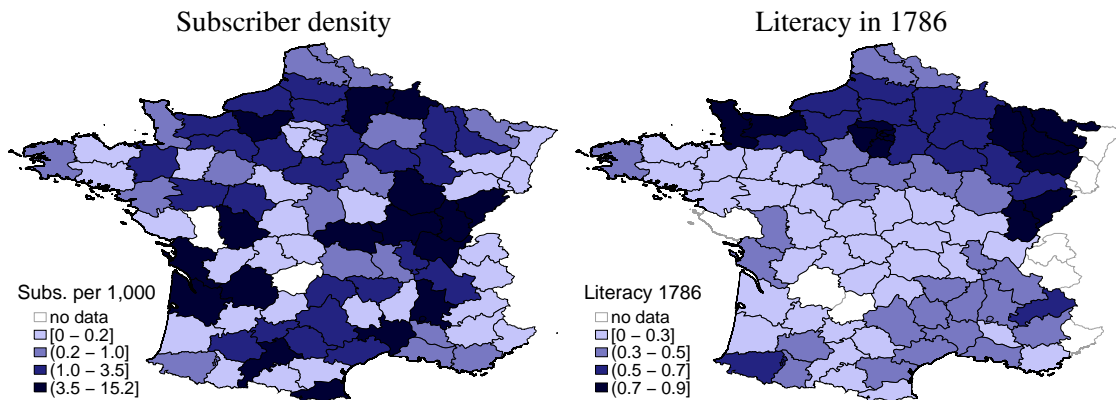 Subscriber density
Subs. per 1,000
no data
[0 – 0.2]
(0.2 – 1.0]
(1.0 – 3.5]
(3.5 – 15.2]
Literacy in 1786
Literacy 1786
no data
[0 – 0.3]
(0.3 – 0.5]
(0.5 – 0.7]
(0.7 – 0.9]